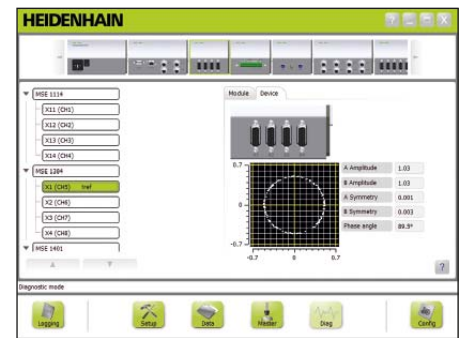 HEIDENHAIN
Module Device
MSE 1114
X11 (CH1)
X12 (CH2)
X13 (CH3)
X14 (CH4)
MSE 1204
X1 (CH5) Iref
X2 (CH6)
X3 (CH7)
X4 (CH8)
MSE 1401
0.7
0
-0.7
-0.7 0 0.7
A Amplitude 1.03
B Amplitude 1.03
A Symmetry 0.001
B Symmetry 0.003
Phase angle 89.9°
?
Diagnostic mode
Logging Setup Data Master Diag Config